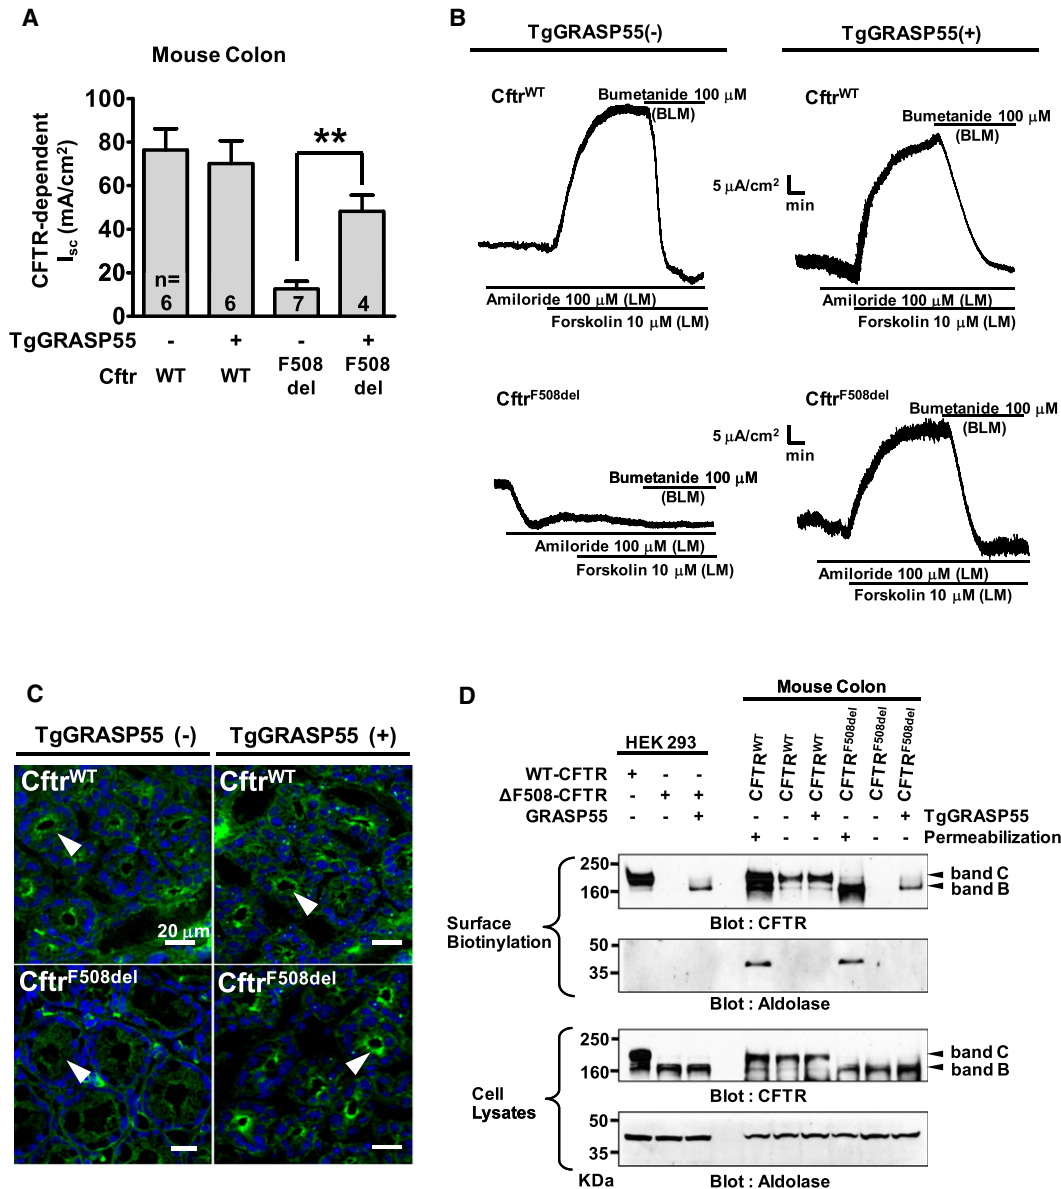 A
Mouse Colon
CFTR-dependent
Isc (mA/cm2)
100
80
60
40
20
0
**
n=
6
6
7
4
TgGRASP55
-
+
-
+
Cftr
WT
WT
F508
del
F508
del
B
TgGRASP55(-)
TgGRASP55(+)
CftrWT
Bumetanide 100 μM
(BLM)
Amiloride 100 μM (LM)
Forskolin 10 μM (LM)
CftrWT
Bumetanide 100 μM
(BLM)
5 μA/cm2
min
Amiloride 100 μM (LM)
Forskolin 10 μM (LM)
CftrF508del
Bumetanide 100 μM
(BLM)
Amiloride 100 μM (LM)
Forskolin 10 μM (LM)
CftrF508del
Bumetanide 100 μM
(BLM)
5 μA/cm2
min
Amiloride 100 μM (LM)
Forskolin 10 μM (LM)
C
TgGRASP55 (-)
TgGRASP55 (+)
CftrWT
CftrWT
20 μm
CftrF508del
CftrF508del
D
Mouse Colon
HEK 293
CFTRWT
CFTRWT
CFTRWT
CFTRF508del
CFTRF508del
CFTRF508del
WT-CFTR + - -
ΔF508-CFTR - + +
GRASP55 - - +
- - + - - + TgGRASP55
+ - - + - - Permeabilization
Surface
Biotinylation
250
160
band C
band B
Blot : CFTR
50
35
Blot : Aldolase
Cell
Lysates
250
160
band C
band B
Blot : CFTR
50
35
KDa
Blot : Aldolase